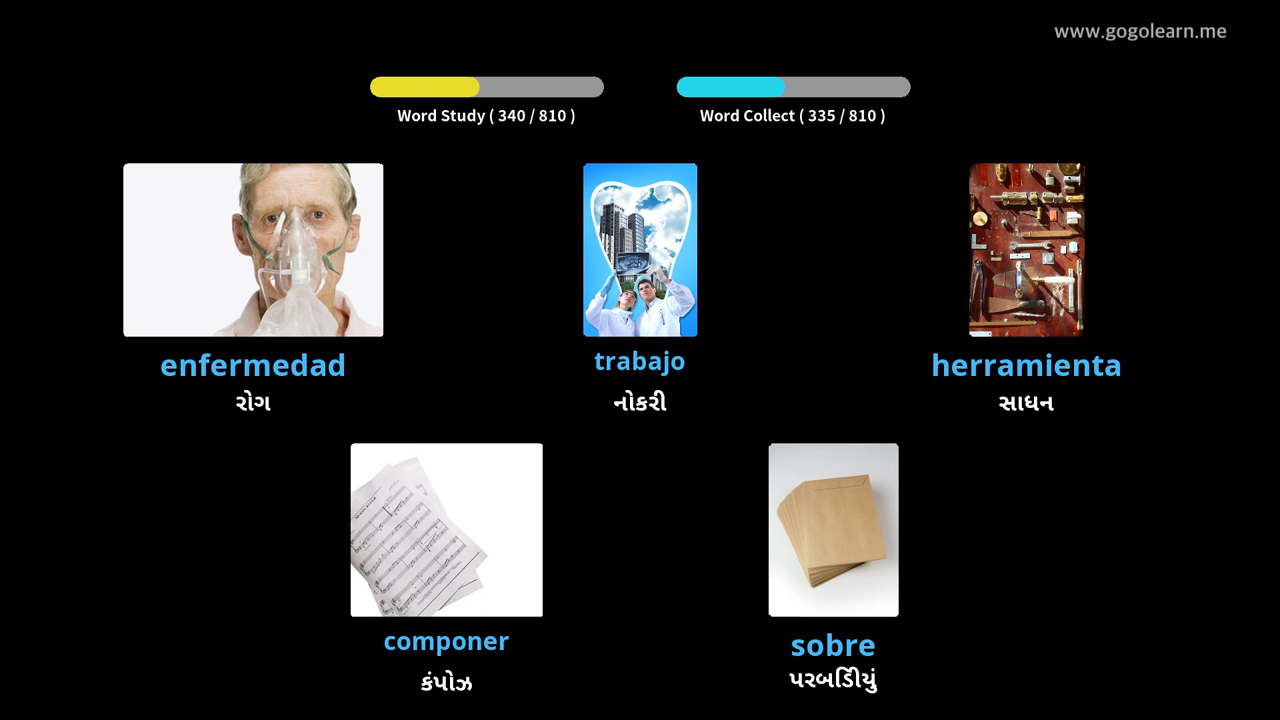 www.gogolearn.me
Word Study ( 340 / 810 )
Word Collect ( 335 / 810 )
enfermedad
trabajo
herramienta
રોગ
નોકરી
સાધન
componer
sobre
કંપોઝ
પરબડિીયું